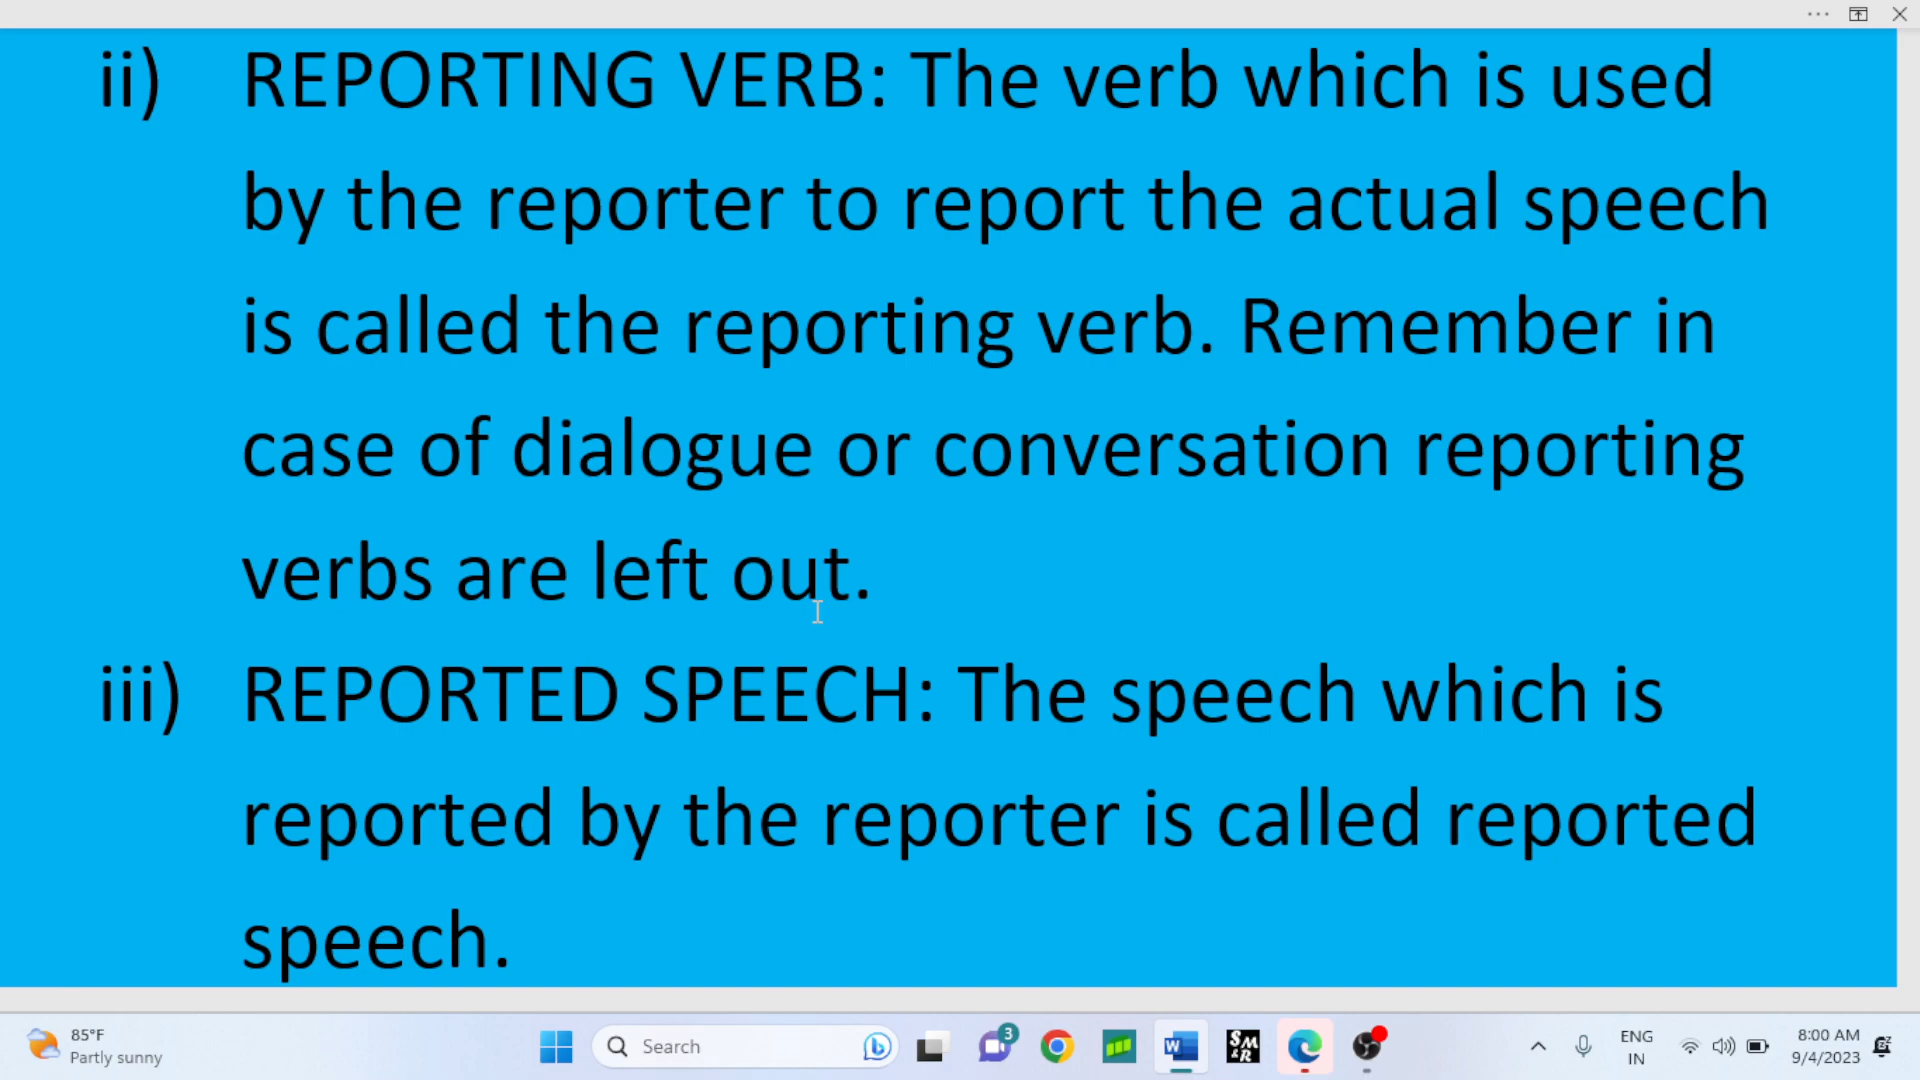 ii) REPORTING VERB: The verb which is used
by the reporter to report the actual speech
is called the reporting verb. Remember in
case of dialogue or conversation reporting
verbs are left out.
iii) REPORTED SPEECH: The speech which is
reported by the reporter is called reported
speech.
85°F
Partly sunny
Search
3
W
SM
&R
ENG
IN
8:00 AM
9/4/2023